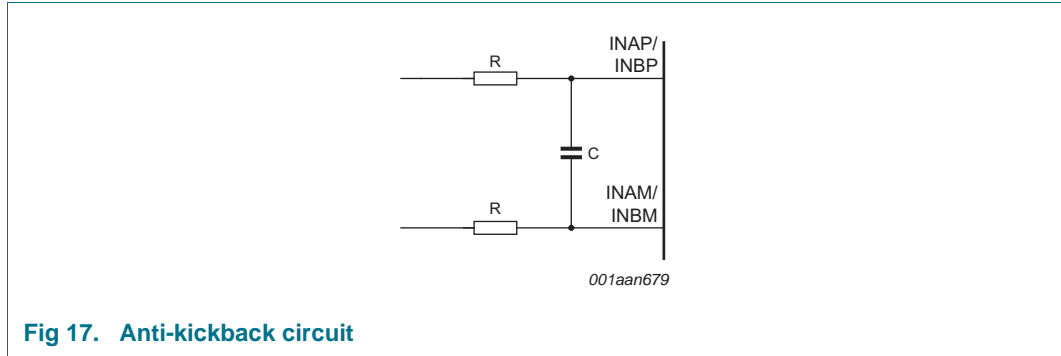 INAP/
INBP
R
C
INAM/
INBM
R
001aan679
Fig 17. Anti-kickback circuit